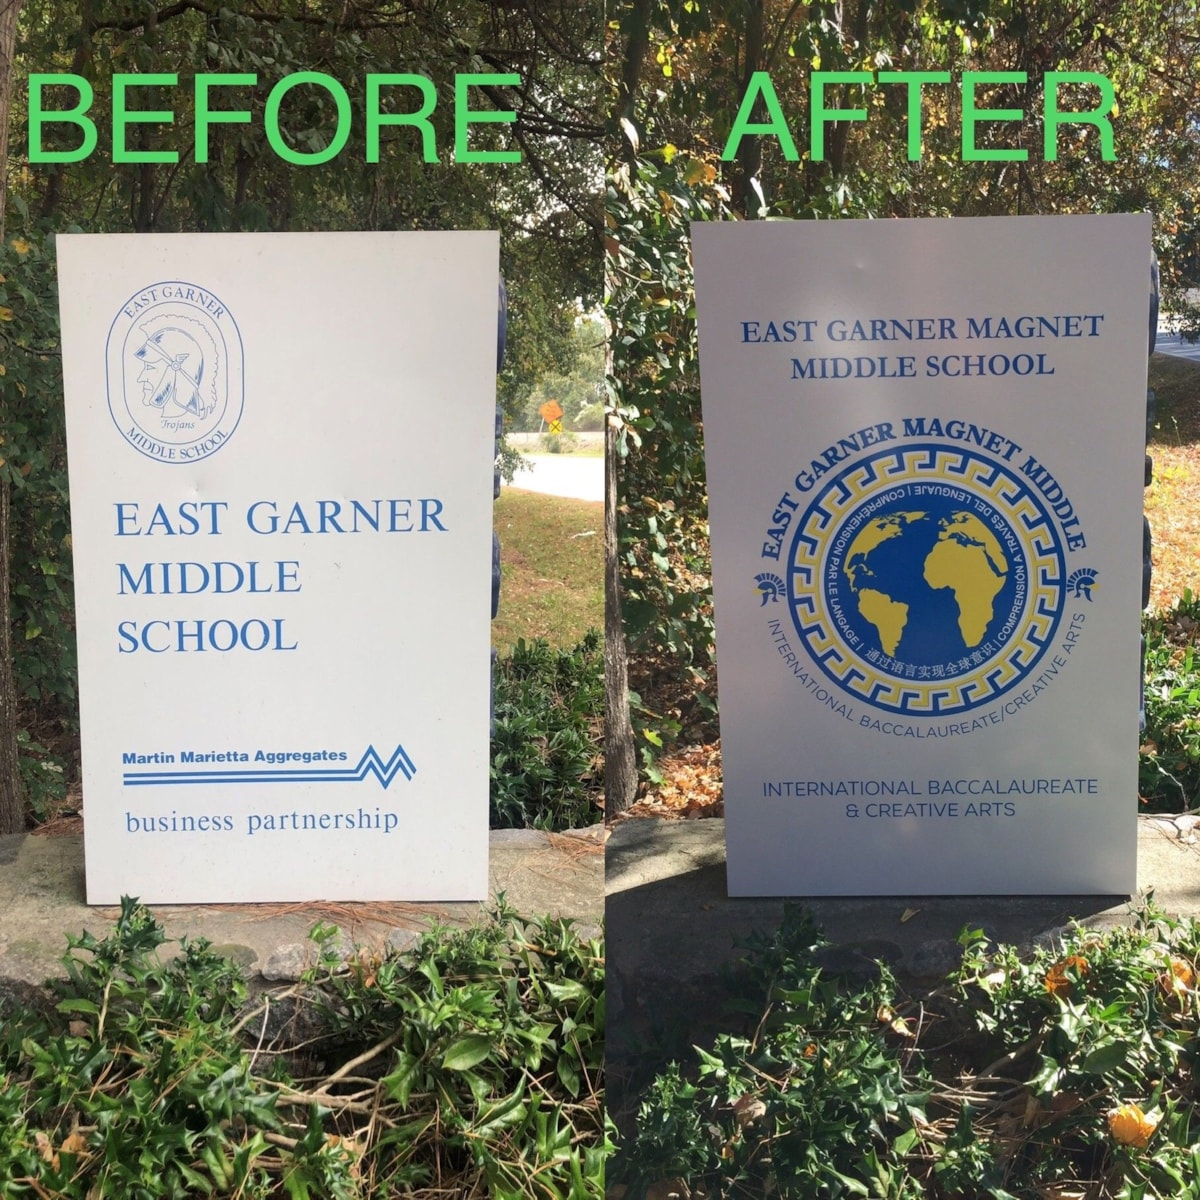 BEFORE
EAST GARNER
Trojans
MIDDLE SCHOOL
EAST GARNER
MIDDLE
SCHOOL
Martin Marietta Aggregates
business partnership
AFTER
EAST GARNER MAGNET
MIDDLE SCHOOL
EAST GARNER MAGNET MIDDLE
COMPRÉHENSION PAR LE LANGAGE | COMPRENSIÓN A TRAVÉS DEL LENGUAJE | 通过语言实现全球意识 |
INTERNATIONAL BACCALAUREATE/CREATIVE ARTS
INTERNATIONAL BACCALAUREATE
& CREATIVE ARTS